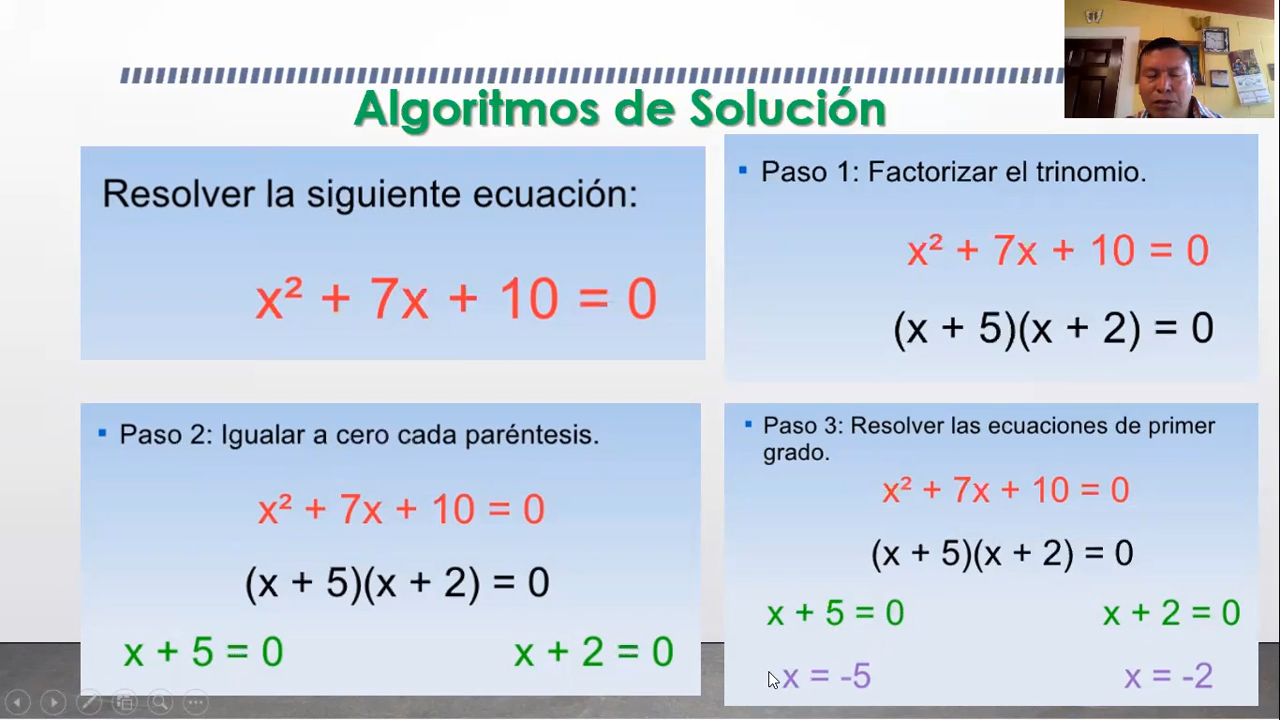 Algoritmos de Solución
Resolver la siguiente ecuación:
x² + 7x + 10 = 0
Paso 1: Factorizar el trinomio.
x² + 7x + 10 = 0
(x + 5)(x + 2) = 0
Paso 2: Igualar a cero cada paréntesis.
x² + 7x + 10 = 0
(x + 5)(x + 2) = 0
x + 5 = 0 x + 2 = 0
Paso 3: Resolver las ecuaciones de primer
grado.
x² + 7x + 10 = 0
(x + 5)(x + 2) = 0
x + 5 = 0 x + 2 = 0
x = -5 x = -2